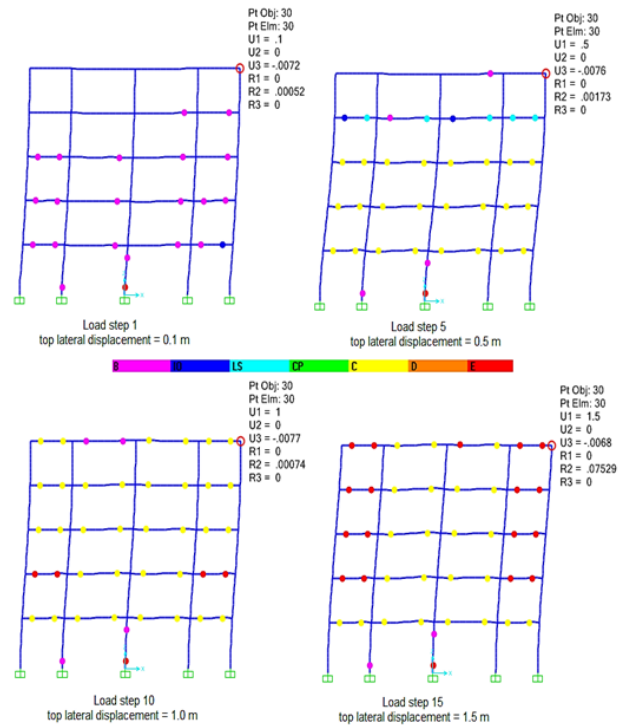 Pt Obj: 30
Pt Elm: 30
U1 = .1
U2 = 0
U3 = -.0072
R1 = 0
R2 = .00052
R3 = 0
Load step 1
top lateral displacement = 0.1 m
Pt Obj: 30
Pt Elm: 30
U1 = .5
U2 = 0
U3 = -.0076
R1 = 0
R2 = .00173
R3 = 0
Load step 5
top lateral displacement = 0.5 m
B IO LS CP C D E
Pt Obj: 30
Pt Elm: 30
U1 = 1
U2 = 0
U3 = -.0077
R1 = 0
R2 = .00074
R3 = 0
Load step 10
top lateral displacement = 1.0 m
Pt Obj: 30
Pt Elm: 30
U1 = 1.5
U2 = 0
U3 = -.0068
R1 = 0
R2 = .07529
R3 = 0
Load step 15
top lateral displacement = 1.5 m